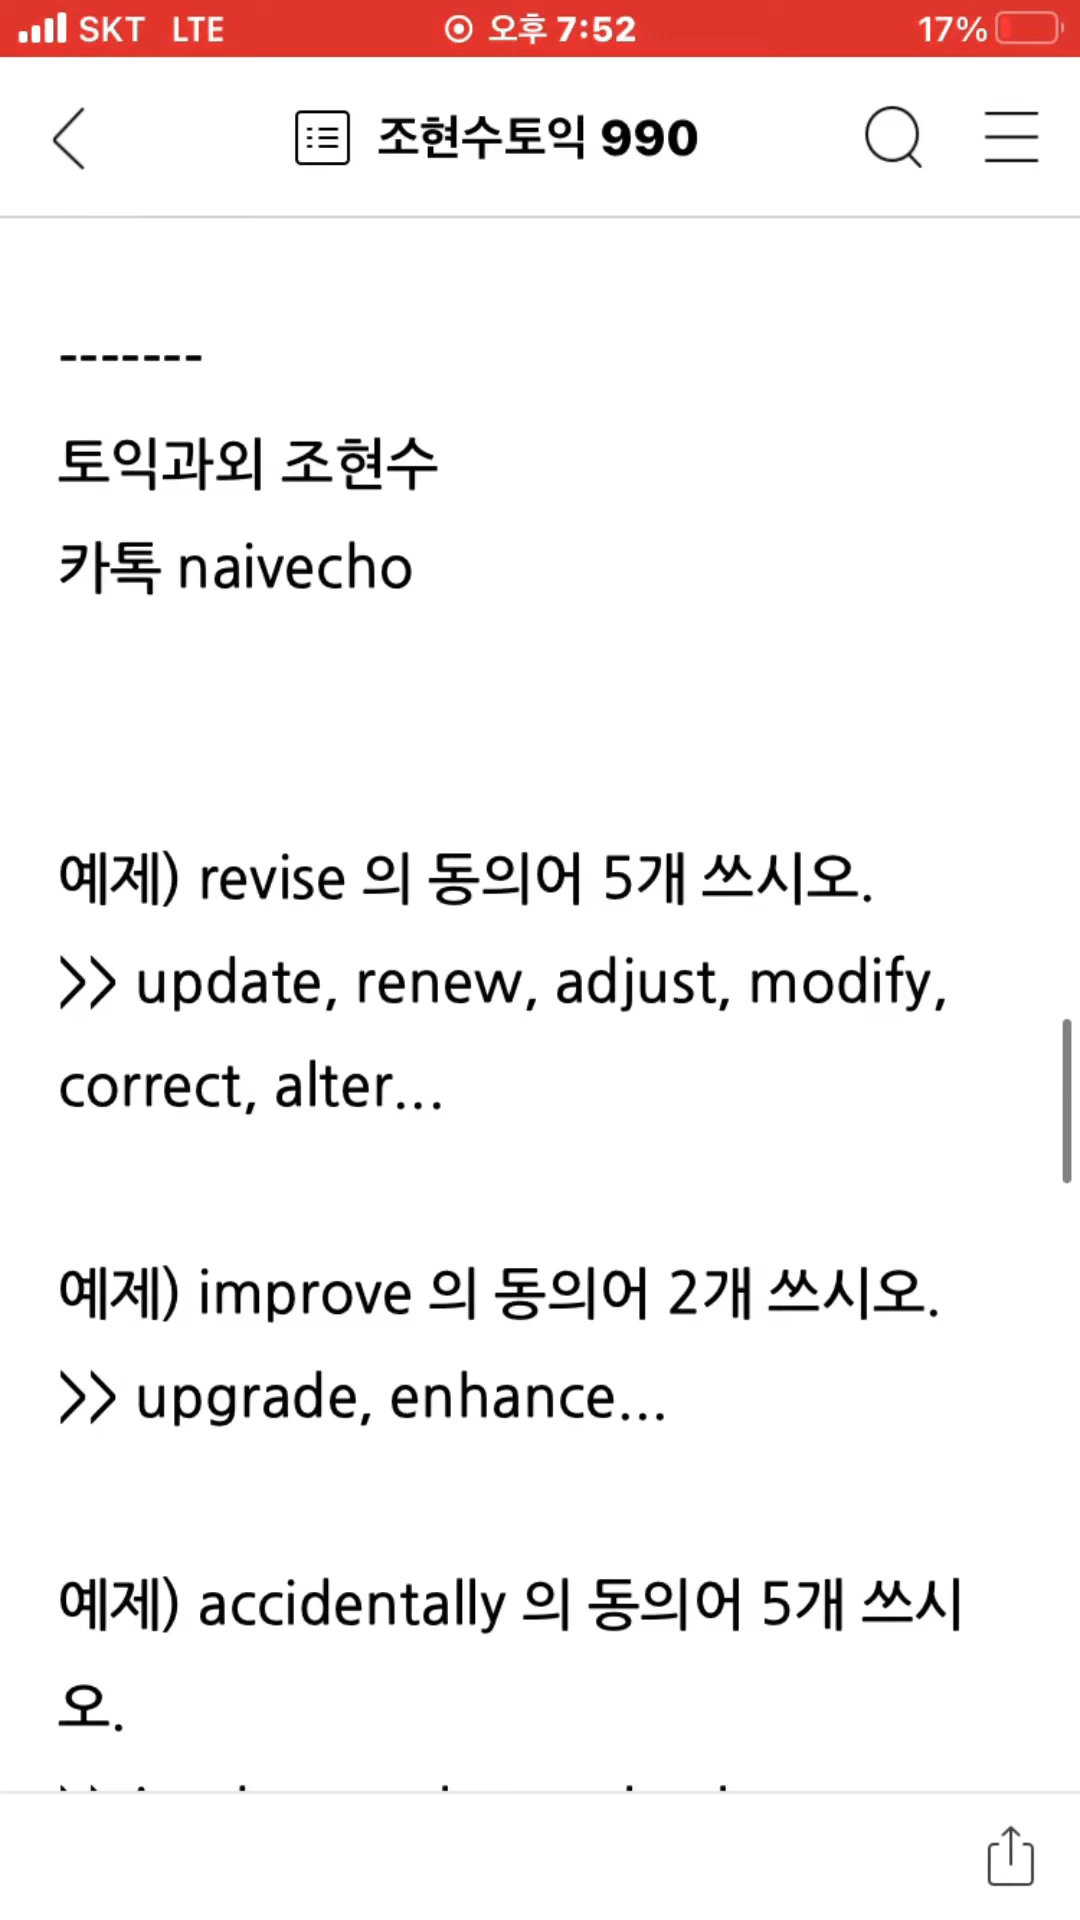 SKT LTE
오후 7:52
17%
조현수토익 990
-------
토익과외 조현수
카톡 naivecho
예제) revise 의 동의어 5개 쓰시오.
>> update, renew, adjust, modify,
correct, alter...
예제) improve 의 동의어 2개 쓰시오.
>> upgrade, enhance...
예제) accidentally 의 동의어 5개 쓰시
오.